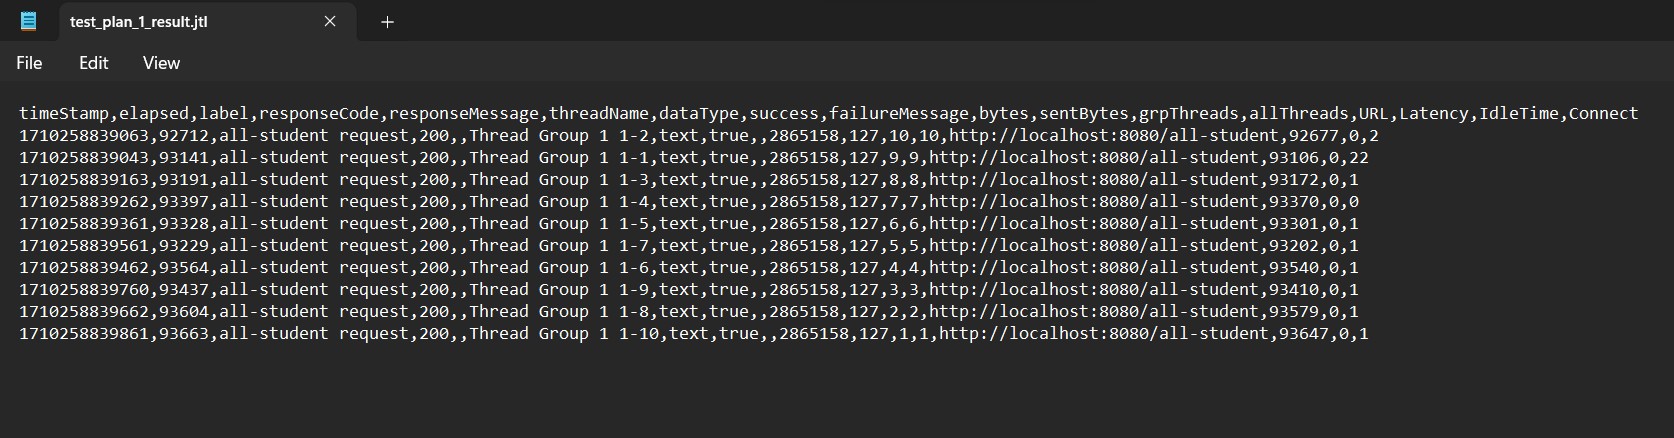 test_plan_1_result.jtl
File Edit View
timeStamp,elapsed,label,responseCode,responseMessage,threadName,dataType,success,failureMessage,bytes,sentBytes,grpThreads,allThreads,URL,Latency,IdleTime,Connect
1710258839063,92712,all-student request,200,,Thread Group 1 1-2,text,true,,2865158,127,10,10,http://localhost:8080/all-student,92677,0,2
1710258839043,93141,all-student request,200,,Thread Group 1 1-1,text,true,,2865158,127,9,9,http://localhost:8080/all-student,93106,0,22
1710258839163,93191,all-student request,200,,Thread Group 1 1-3,text,true,,2865158,127,8,8,http://localhost:8080/all-student,93172,0,1
1710258839262,93397,all-student request,200,,Thread Group 1 1-4,text,true,,2865158,127,7,7,http://localhost:8080/all-student,93370,0,0
1710258839361,93328,all-student request,200,,Thread Group 1 1-5,text,true,,2865158,127,6,6,http://localhost:8080/all-student,93301,0,1
1710258839561,93229,all-student request,200,,Thread Group 1 1-7,text,true,,2865158,127,5,5,http://localhost:8080/all-student,93202,0,1
1710258839462,93564,all-student request,200,,Thread Group 1 1-6,text,true,,2865158,127,4,4,http://localhost:8080/all-student,93540,0,1
1710258839760,93437,all-student request,200,,Thread Group 1 1-9,text,true,,2865158,127,3,3,http://localhost:8080/all-student,93410,0,1
1710258839662,93604,all-student request,200,,Thread Group 1 1-8,text,true,,2865158,127,2,2,http://localhost:8080/all-student,93579,0,1
1710258839861,93663,all-student request,200,,Thread Group 1 1-10,text,true,,2865158,127,1,1,http://localhost:8080/all-student,93647,0,1